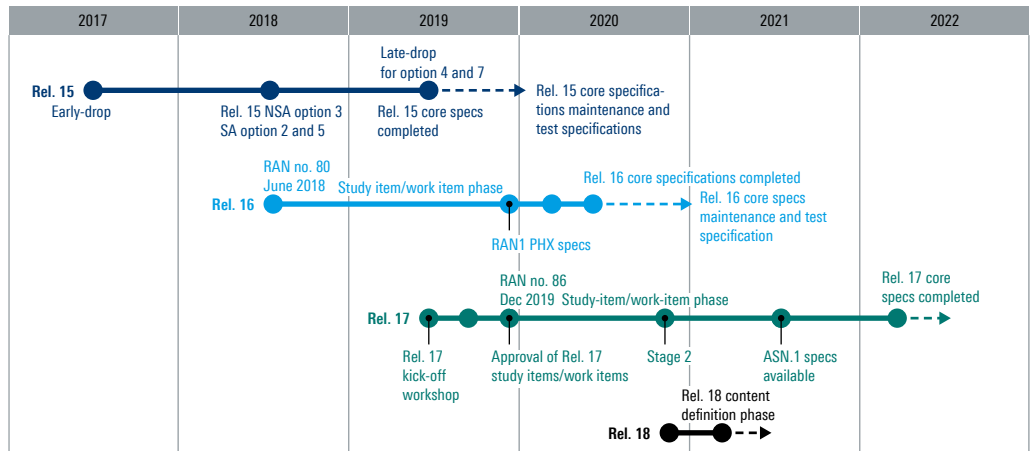 2017 2018 2019 2020 2021 2022
Late-drop
for option 4 and 7
Rel. 15
Early-drop
Rel. 15 NSA option 3
SA option 2 and 5
Rel. 15 core specs
completed
Rel. 15 core specifica-
tions maintenance and
test specifications
RAN no. 80
June 2018
Study item/work item phase
Rel. 16 core specifications completed
Rel. 16
Rel. 16 core specs
maintenance and test
specification
RAN1 PHX specs
RAN no. 86
Dec 2019 Study-item/work-item phase
Rel. 17 core
specs completed
Rel. 17
Rel. 17
kick-off
workshop
Approval of Rel. 17
study items/work items
Stage 2
ASN.1 specs
available
Rel. 18 content
definition phase
Rel. 18